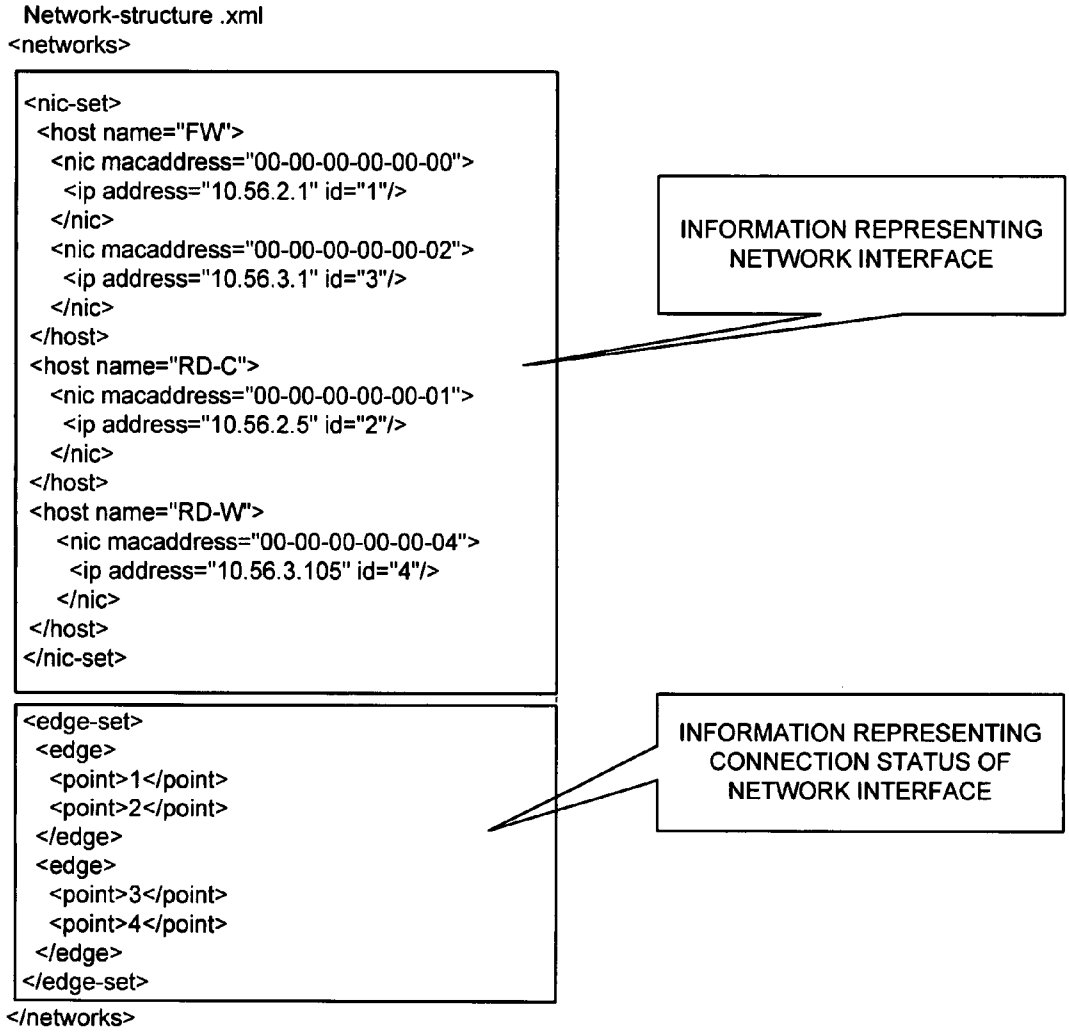 Network-structure .xml
<networks>
<nic-set>
<host name="FW">
<nic macaddress="00-00-00-00-00-00">
<ip address="10.56.2.1" id="1"/>
</nic>
<nic macaddress="00-00-00-00-00-02">
<ip address="10.56.3.1" id="3"/>
</nic>
</host>
<host name="RD-C">
<nic macaddress="00-00-00-00-00-01">
<ip address="10.56.2.5" id="2"/>
</nic>
</host>
<host name="RD-W">
<nic macaddress="00-00-00-00-00-04">
<ip address="10.56.3.105" id="4"/>
</nic>
</host>
</nic-set>
INFORMATION REPRESENTING
NETWORK INTERFACE
<edge-set>
<edge>
<point>1</point>
<point>2</point>
</edge>
<edge>
<point>3</point>
<point>4</point>
</edge>
</edge-set>
INFORMATION REPRESENTING
CONNECTION STATUS OF
NETWORK INTERFACE
</networks>